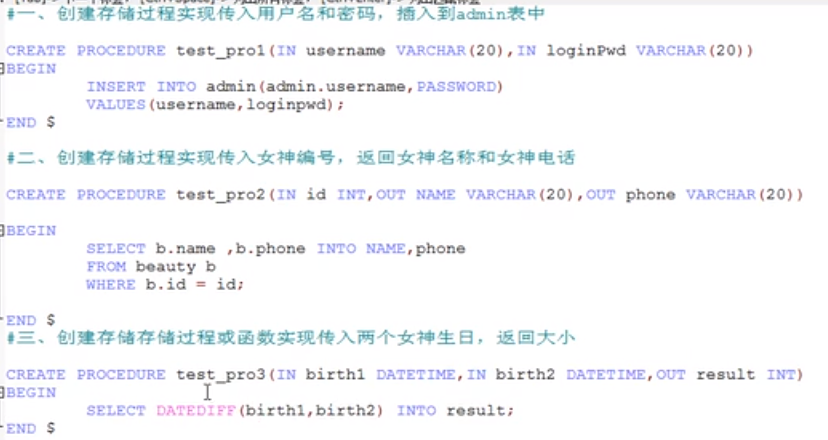 #一、创建存储过程实现传入用户名和密码，插入到admin表中
CREATE PROCEDURE test_pro1(IN username VARCHAR(20),IN loginPwd VARCHAR(20))
BEGIN
INSERT INTO admin(admin.username,PASSWORD)
VALUES(username,loginpwd);
END $
#二、创建存储过程实现传入女神编号，返回女神名称和女神电话
CREATE PROCEDURE test_pro2(IN id INT,OUT NAME VARCHAR(20),OUT phone VARCHAR(20))
BEGIN
SELECT b.name ,b.phone INTO NAME,phone
FROM beauty b
WHERE b.id = id;
END $
#三、创建存储存储过程或函数实现传入两个女神生日，返回大小
CREATE PROCEDURE test_pro3(IN birth1 DATETIME,IN birth2 DATETIME,OUT result INT)
BEGIN
SELECT DATEDIFF(birth1,birth2) INTO result;
END $